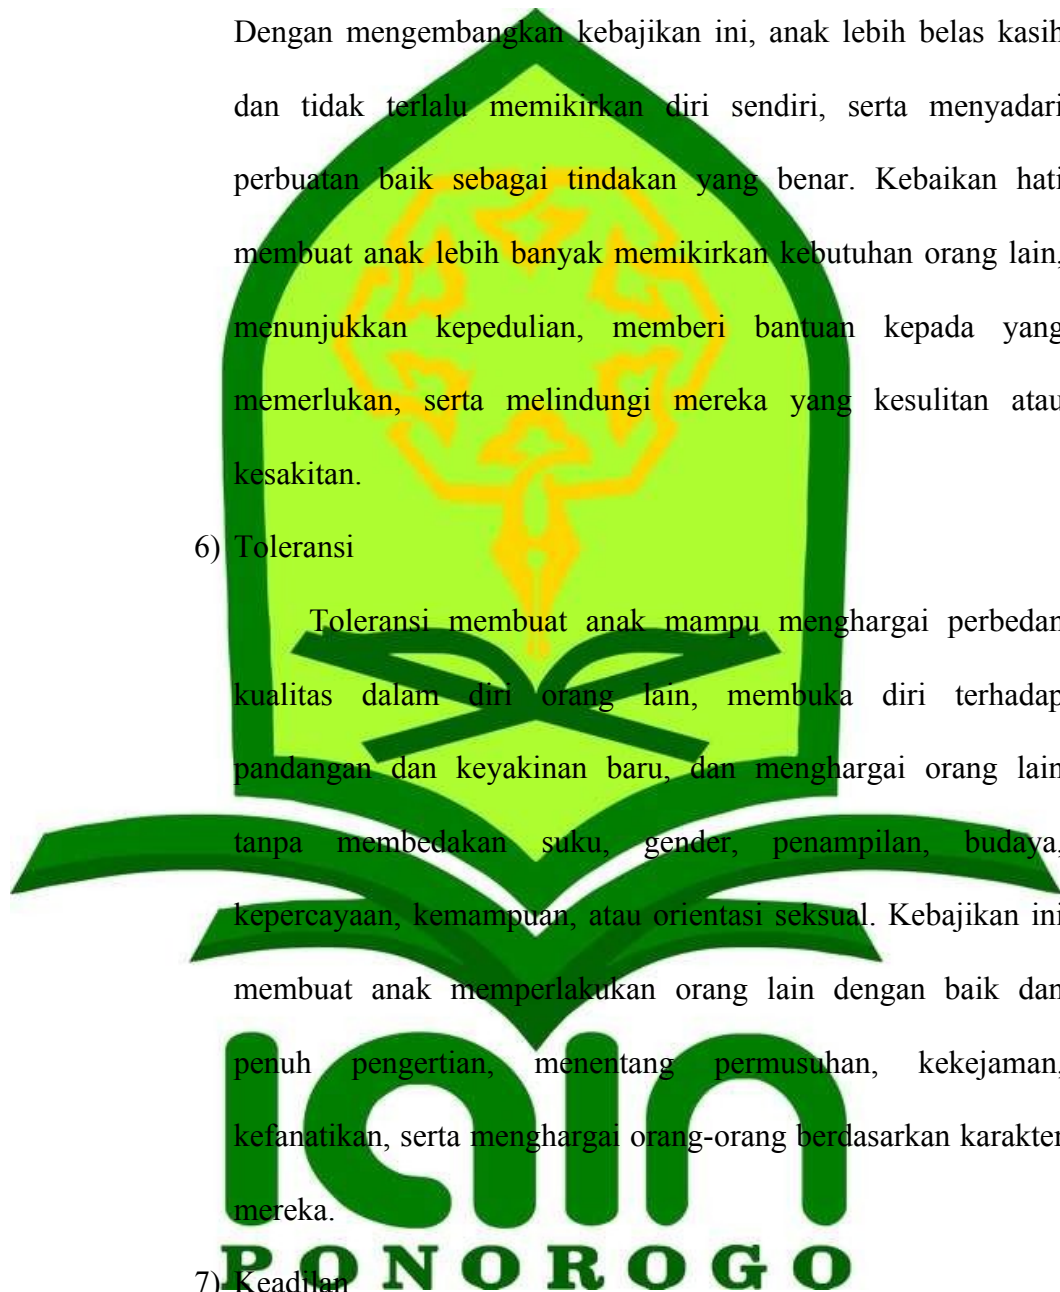 Dengan mengembangkan kebajikan ini, anak lebih belas kasih
dan tidak terlalu memikirkan diri sendiri, serta menyadari
perbuatan baik sebagai tindakan yang benar. Kebaikan hati
membuat anak lebih banyak memikirkan kebutuhan orang lain,
menunjukkan kepedulian, memberi bantuan kepada yang
memerlukan, serta melindungi mereka yang kesulitan atau
kesakitan.
6) Toleransi
Toleransi membuat anak mampu menghargai perbedan
kualitas dalam diri orang lain, membuka diri terhadap
pandangan dan keyakinan baru, dan menghargai orang lain
tanpa membedakan suku, gender, penampilan, budaya,
kepercayaan, kemampuan, atau orientasi seksual. Kebajikan ini
membuat anak memperlakukan orang lain dengan baik dan
penuh pengertian, menentang permusuhan, kekejaman,
kefanatikan, serta menghargai orang-orang berdasarkan karakter
mereka.
7) Keadilan
iain
PONOROGO